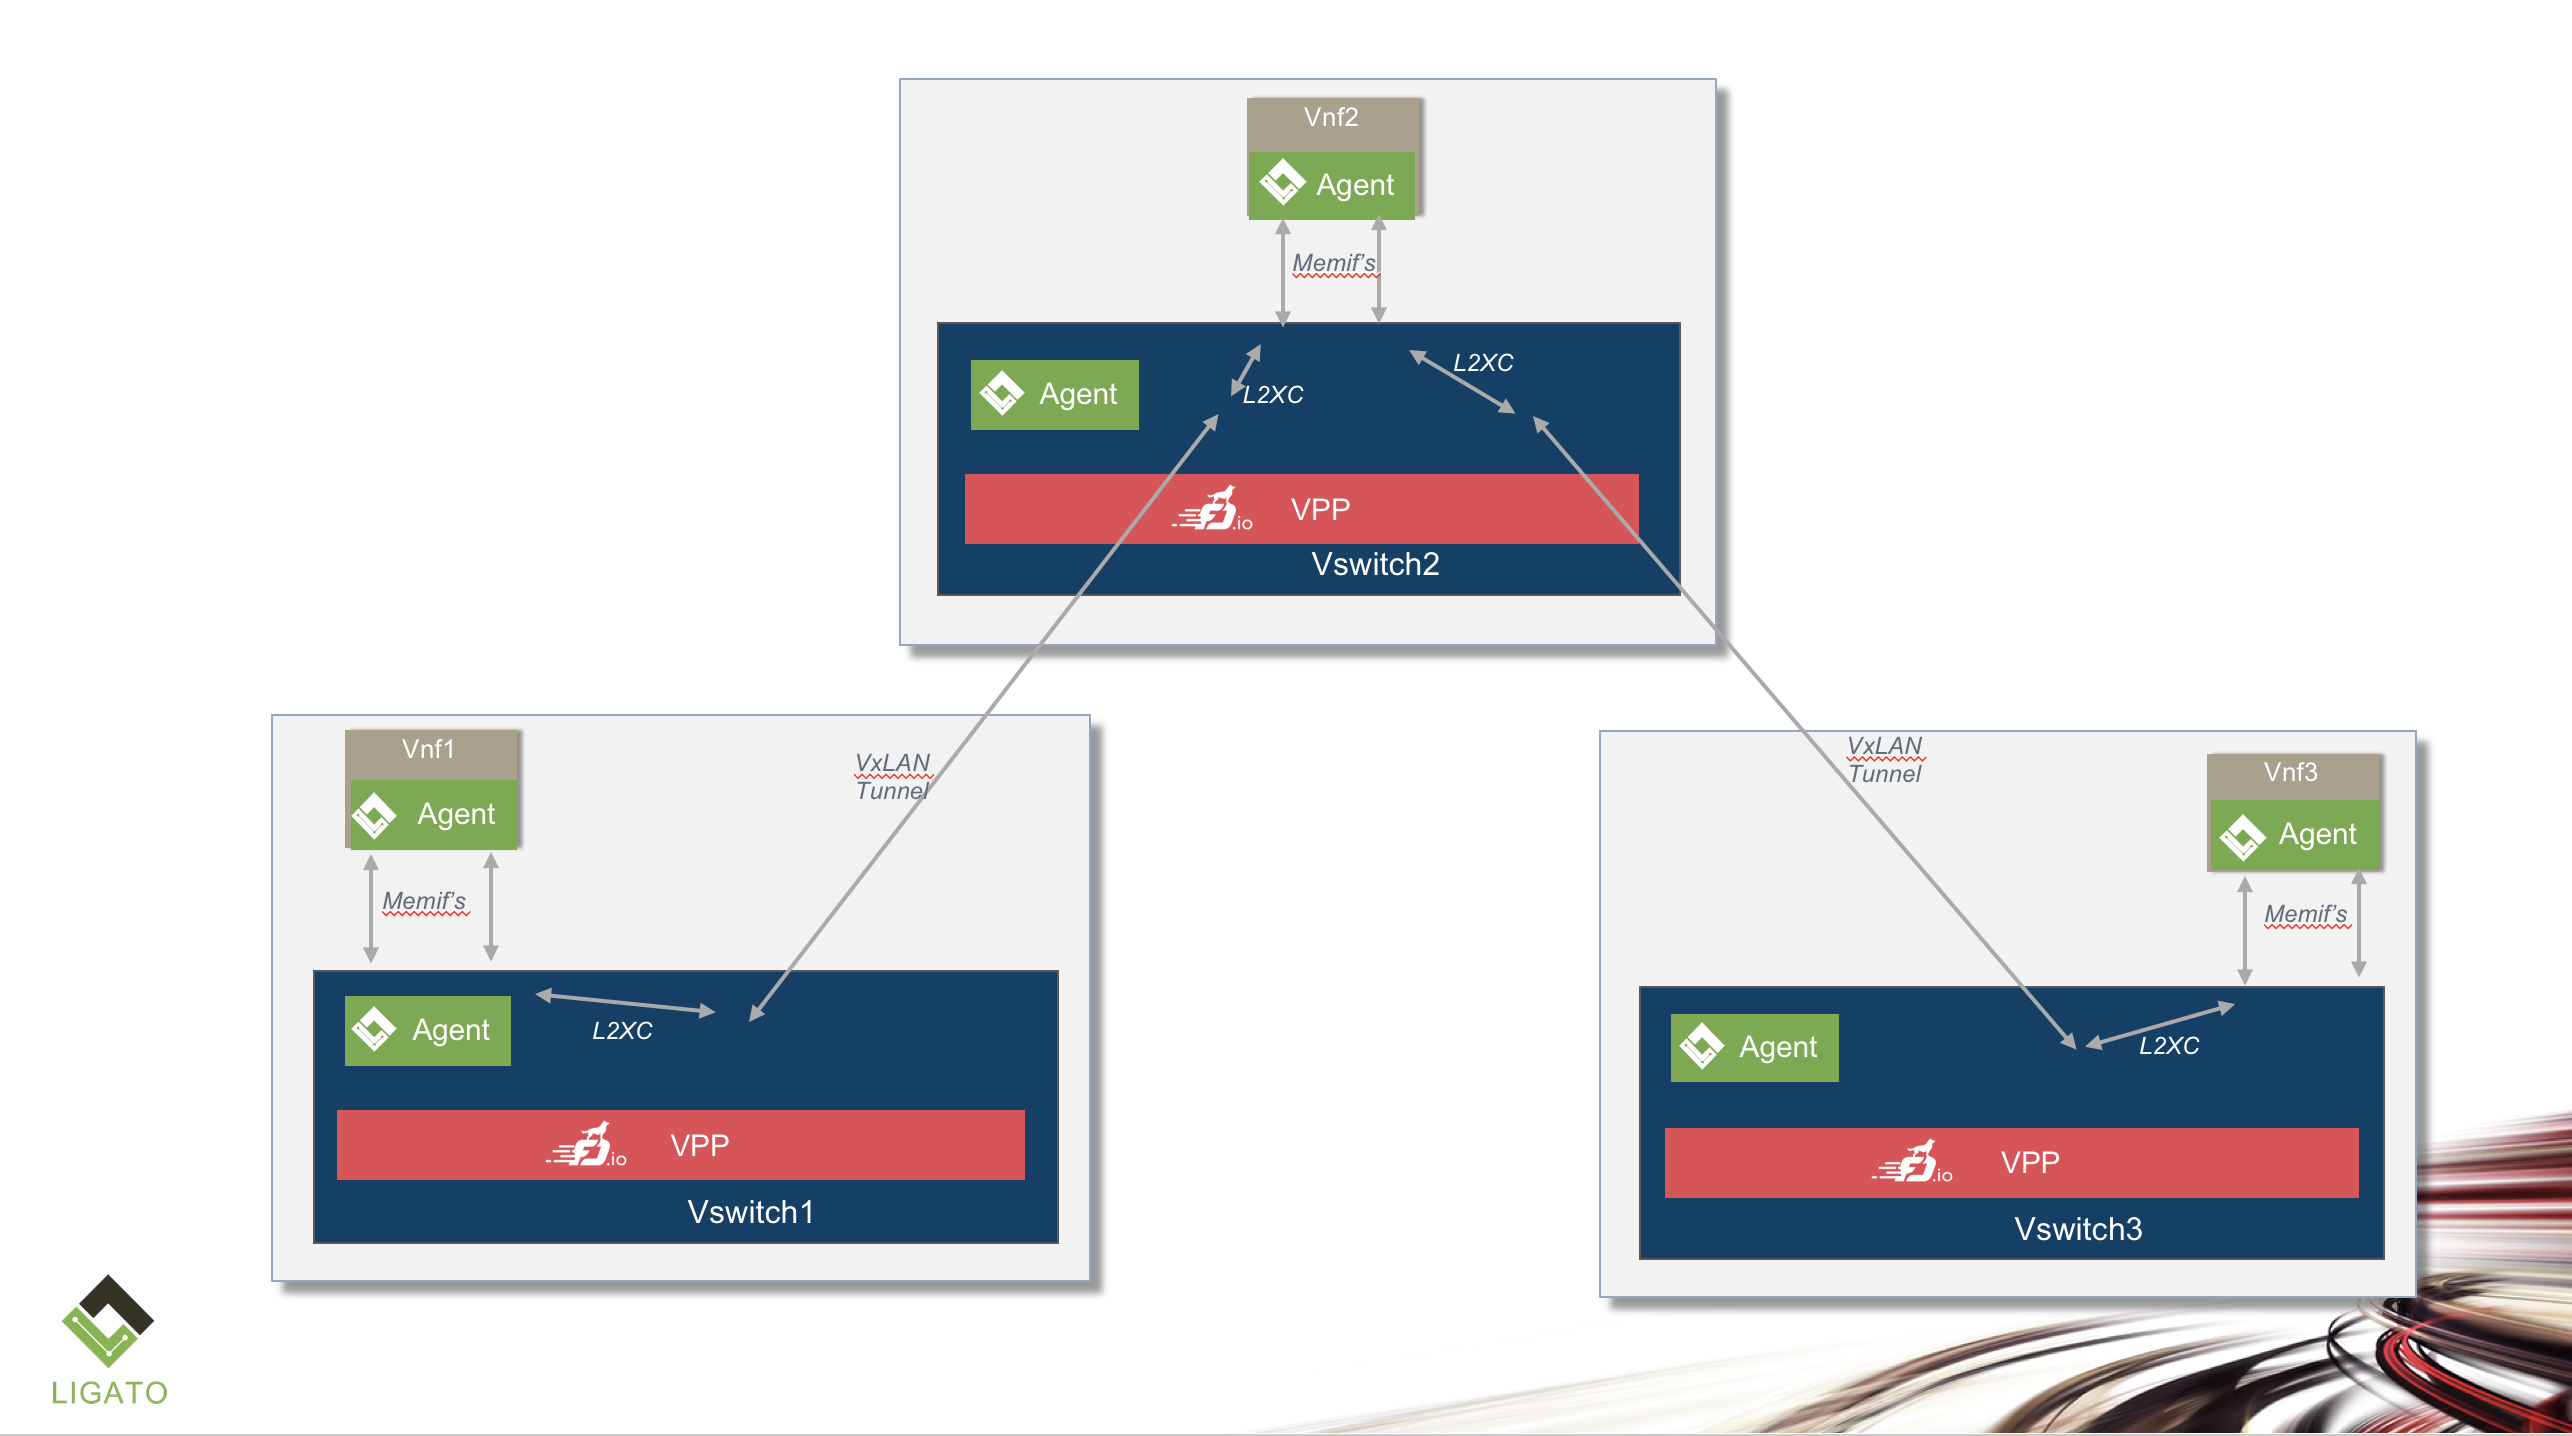 Vnf2
Agent
Memif's
L2XC
Agent
L2XC
.io
VPP
Vswitch2
Vnf1
VxLAN
Tunnel
Agent
Memif's
Agent
L2XC
.io
VPP
Vswitch1
VxLAN
Tunnel
Vnf3
Agent
Memif's
Agent
L2XC
.io
VPP
Vswitch3
LIGATO